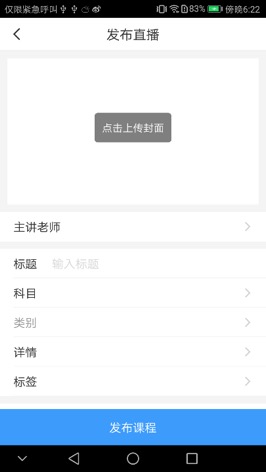 仅限紧急呼叫 83% 傍晚6:22
发布直播
点击上传封面
主讲老师
标题 输入标题
科目
类别
详情
标签
发布课程